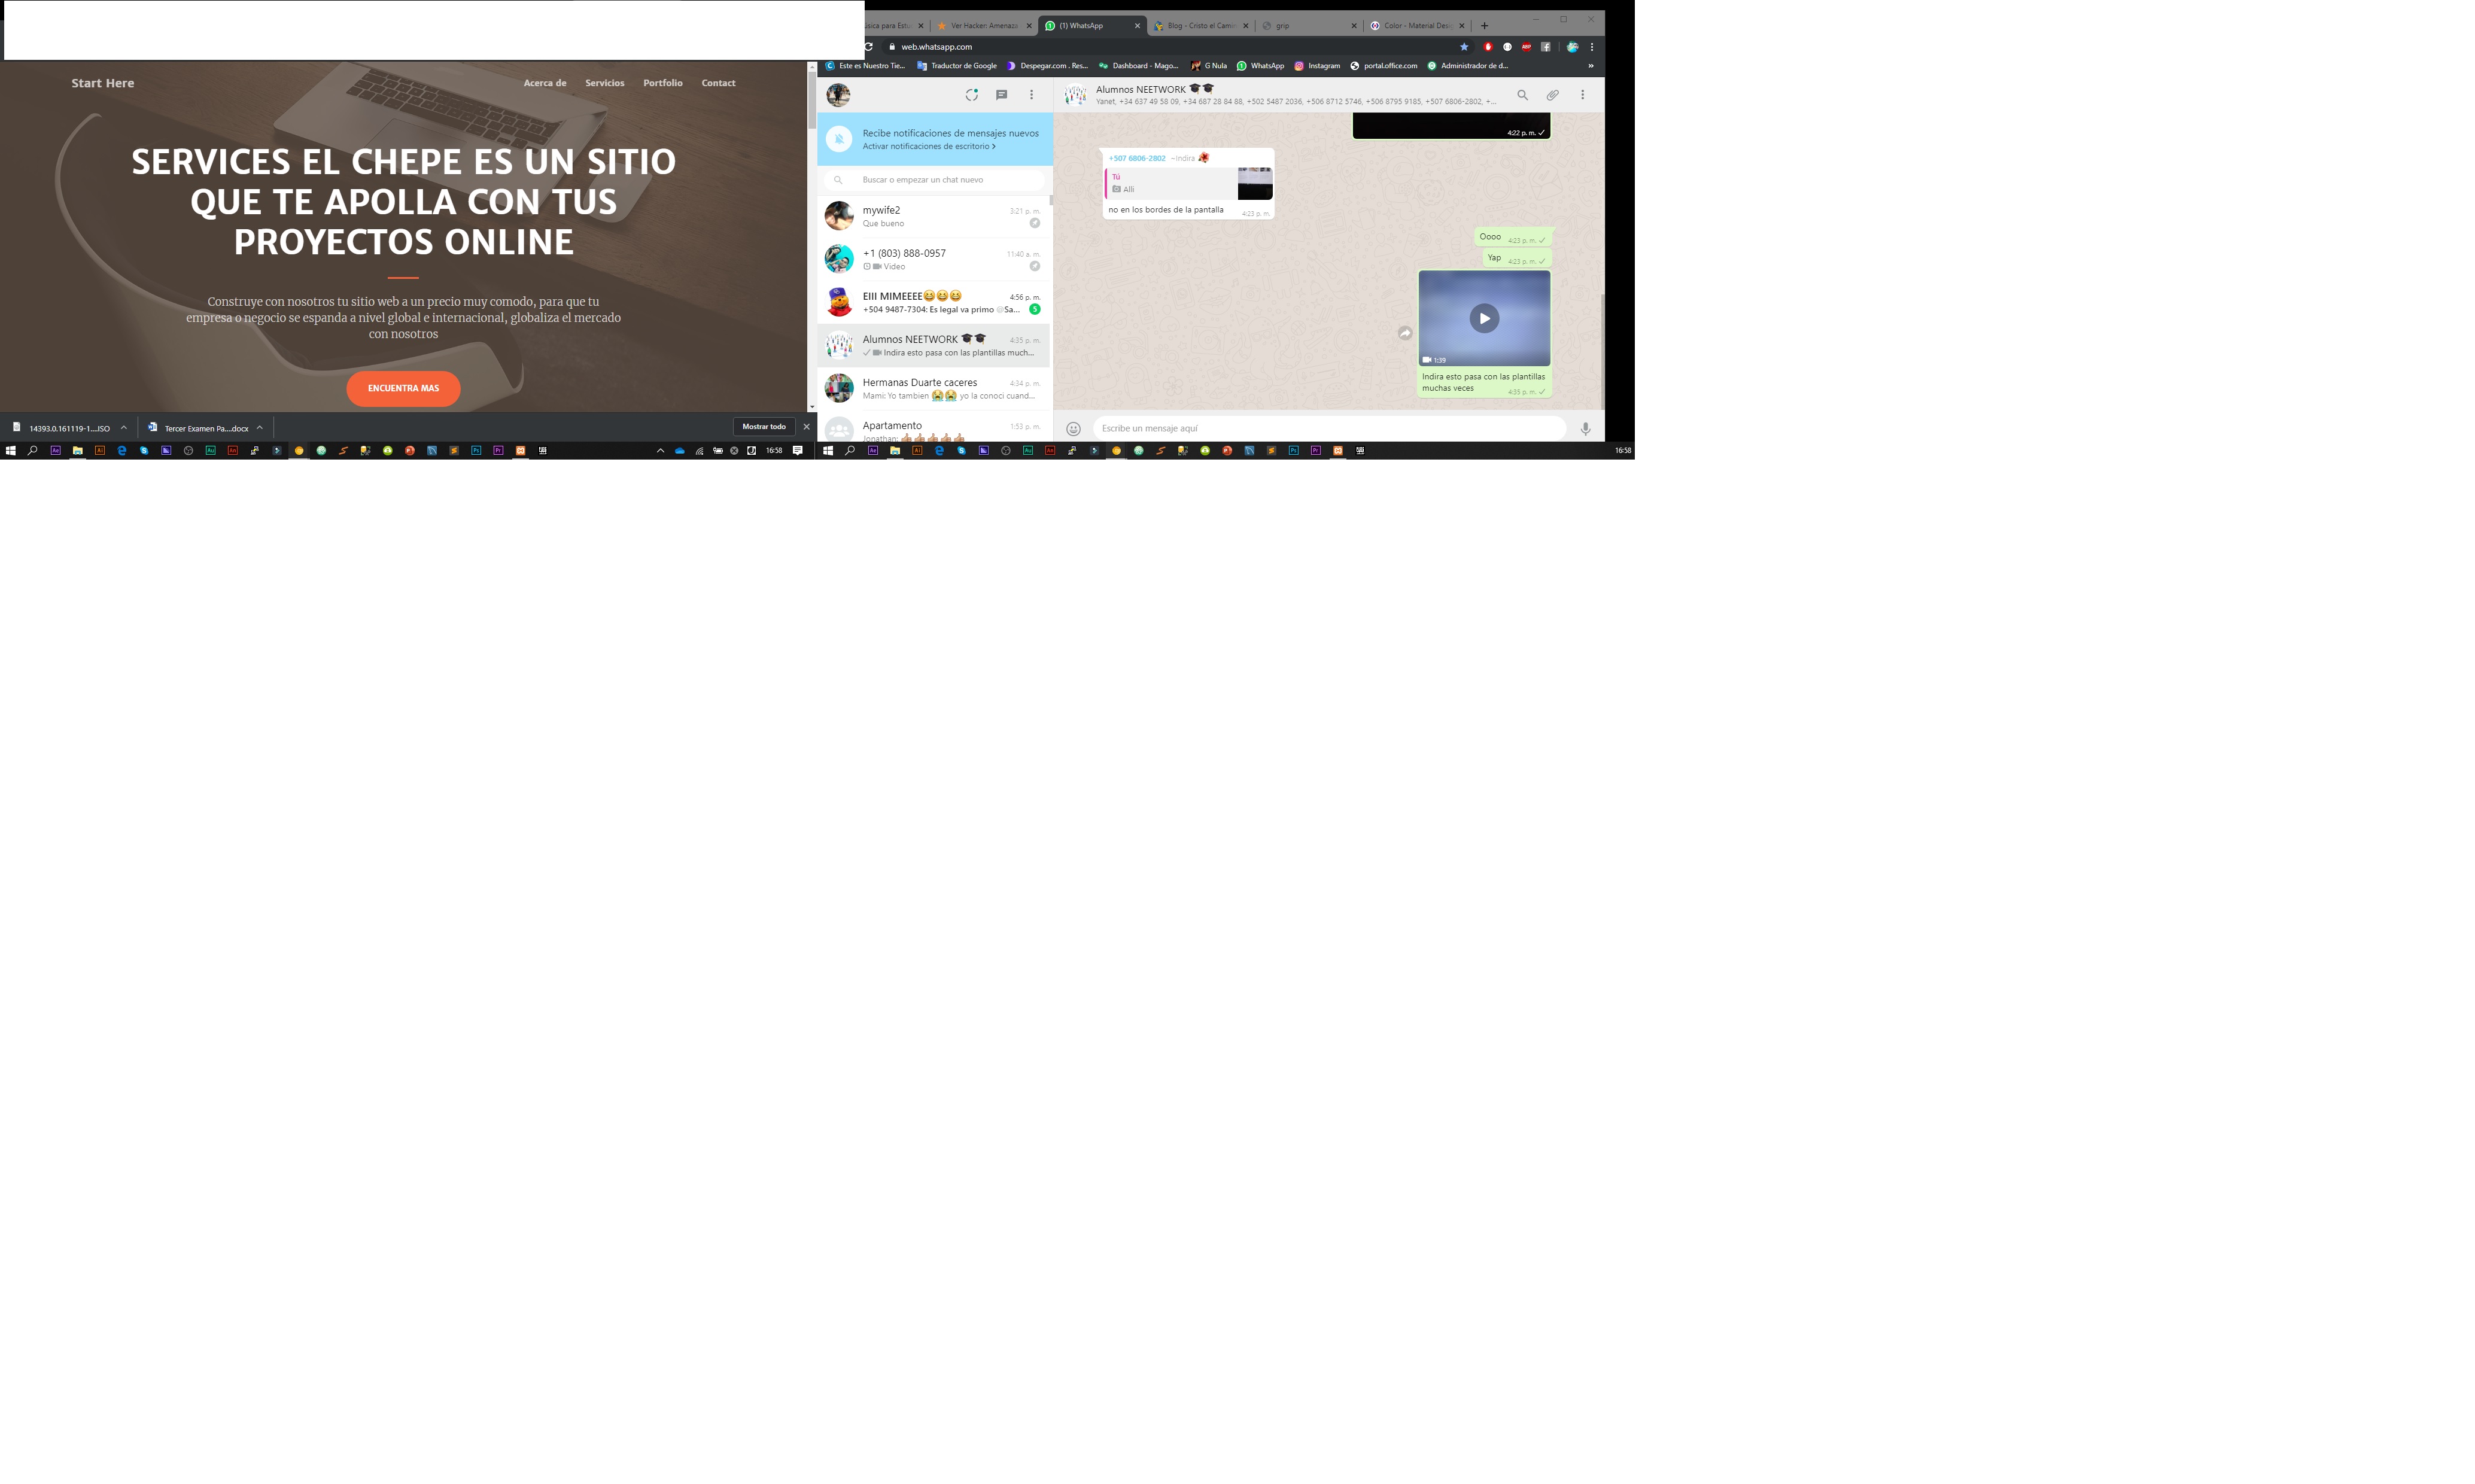 Start Here
Acerca de
Servicios
Portfolio
Contact
SERVICES EL CHEPE ES UN SITIO
QUE TE APOLLA CON TUS
PROYECTOS ONLINE
Construye con nosotros tu sitio web a un precio muy comodo, para que tu
empresa o negocio se espanda a nivel global e internacional, globaliza el mercado
con nosotros
ENCUENTRA MAS
14393.0.161119-1....ISO
Tercer Examen Pa....docx
Mostrar todo
16:58
para Estu
Ver Hacker: Amenaza
(1) WhatsApp
Blog - Cristo el Camin
grip
Color - Material Desi
web.whatsapp.com
Este es Nuestro Tie...
Traductor de Google
Despegar.com . Res...
Dashboard - Mago...
G Nula
WhatsApp
Instagram
portal.office.com
Administrador de d...
»
Recibe notificaciones de mensajes nuevos
Activar notificaciones de escritorio >
Buscar o empezar un chat nuevo
mywife2
3:21 p. m.
Que bueno
+1 (803) 888-0957
11:40 a. m.
Video
EIII MIMEEEE😄😄😄
4:56 p. m.
+504 9487-7304: Es legal va primo @Sa...
5
Alumnos NEETWORK 🎓🎓
4:35 p. m.
Indira esto pasa con las plantillas much...
Hermanas Duarte caceres
4:34 p. m.
Mami: Yo tambien 😭😭 yo la conoci cuand...
Apartamento
1:53 p. m.
Jonathan: 👍🏼👍🏼👍🏼👍🏼👍🏼
Alumnos NEETWORK 🎓🎓
Yanet, +34 637 49 58 09, +34 687 28 84 88, +502 5487 2036, +506 8712 5746, +506 8795 9185, +507 6806-2802, +...
4:22 p. m.
+507 6806-2802 ~Indira 🌺
Tú
Alli
no en los bordes de la pantalla
4:23 p. m.
Oooo
4:23 p. m.
Yap
4:23 p. m.
1:39
Indira esto pasa con las plantillas
muchas veces
4:35 p. m.
Escribe un mensaje aquí
16:58